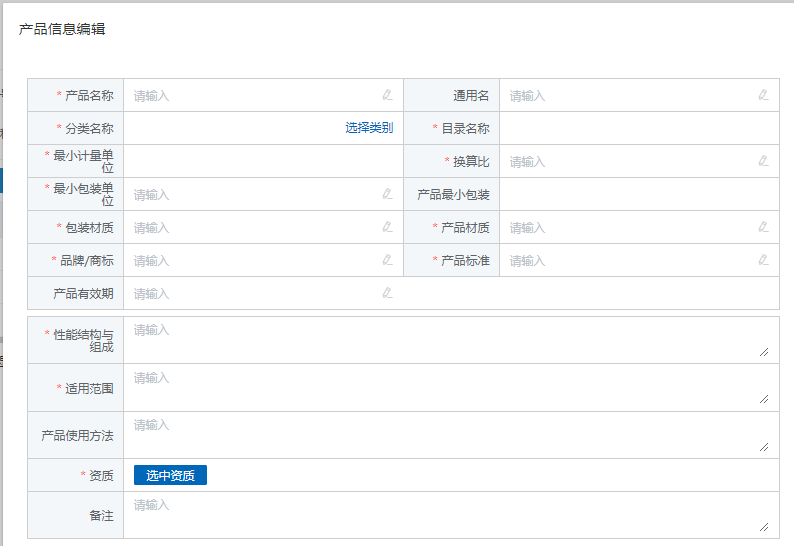 产品信息编辑
* 产品名称 请输入 通用名 请输入
* 分类名称 选择类别 * 目录名称
* 最小计量单
位 * 换算比 请输入
* 最小包装单
位 请输入 产品最小包装
* 包装材质 请输入 * 产品材质 请输入
* 品牌/商标 请输入 * 产品标准 请输入
产品有效期 请输入
* 性能结构与
组成 请输入
* 适用范围 请输入
产品使用方法 请输入
* 资质 选中资质
备注 请输入